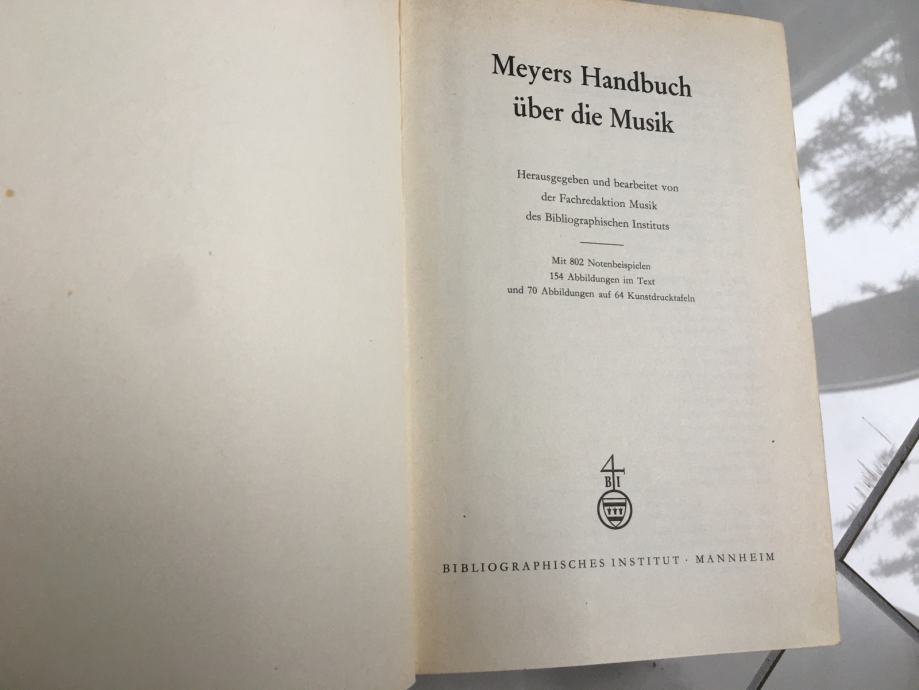 Meyers Handbuch
über die Musik
Herausgegeben und bearbeitet von
der Fachredaktion Musik
des Bibliographischen Instituts
Mit 802 Notenbeispielen
154 Abbildungen im Text
und 70 Abbildungen auf 64 Kunstdrucktafeln
B I
BIBLIOGRAPHISCHES INSTITUT · MANNHEIM